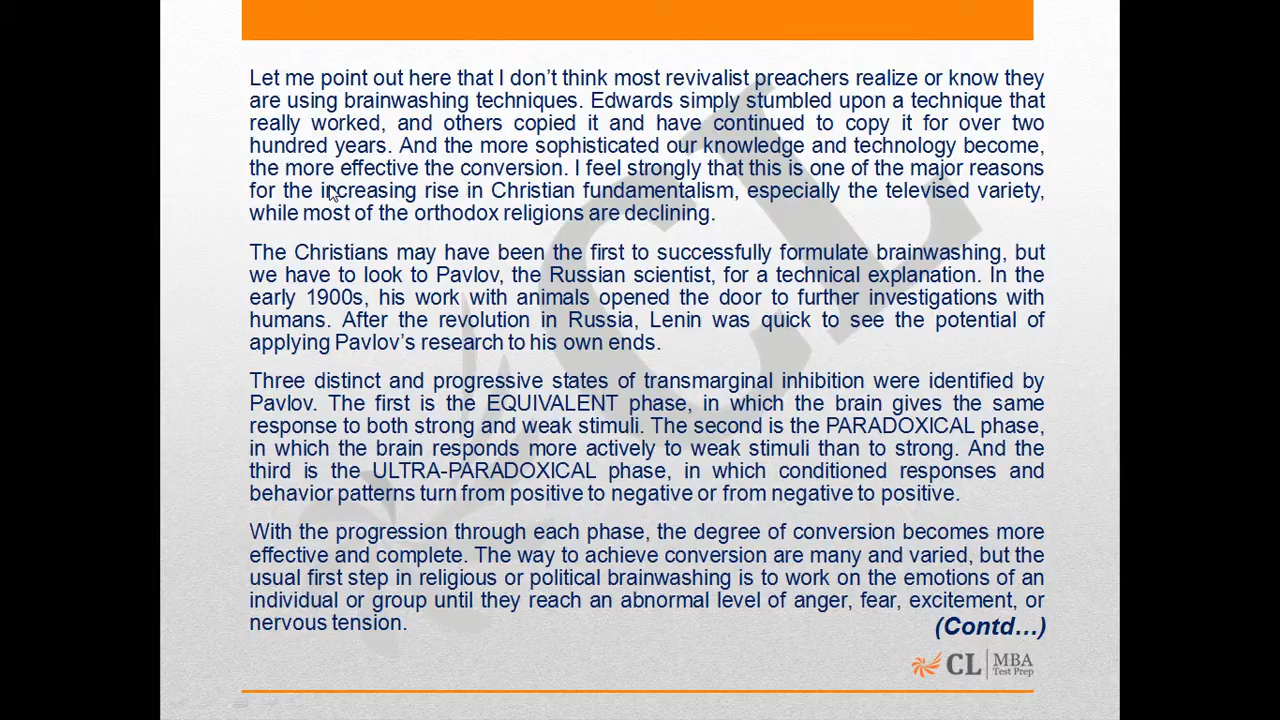 Let me point out here that I don't think most revivalist preachers realize or know they
are using brainwashing techniques. Edwards simply stumbled upon a technique that
really worked, and others copied it and have continued to copy it for over two
hundred years. And the more sophisticated our knowledge and technology become,
the more effective the conversion. I feel strongly that this is one of the major reasons
for the increasing rise in Christian fundamentalism, especially the televised variety,
while most of the orthodox religions are declining.
The Christians may have been the first to successfully formulate brainwashing, but
we have to look to Pavlov, the Russian scientist, for a technical explanation. In the
early 1900s, his work with animals opened the door to further investigations with
humans. After the revolution in Russia, Lenin was quick to see the potential of
applying Pavlov's research to his own ends.
Three distinct and progressive states of transmarginal inhibition were identified by
Pavlov. The first is the EQUIVALENT phase, in which the brain gives the same
response to both strong and weak stimuli. The second is the PARADOXICAL phase,
in which the brain responds more actively to weak stimuli than to strong. And the
third is the ULTRA-PARADOXICAL phase, in which conditioned responses and
behavior patterns turn from positive to negative or from negative to positive.
With the progression through each phase, the degree of conversion becomes more
effective and complete. The way to achieve conversion are many and varied, but the
usual first step in religious or political brainwashing is to work on the emotions of an
individual or group until they reach an abnormal level of anger, fear, excitement, or
nervous tension.
(Contd...)
CL MBA
Test Prep
CL